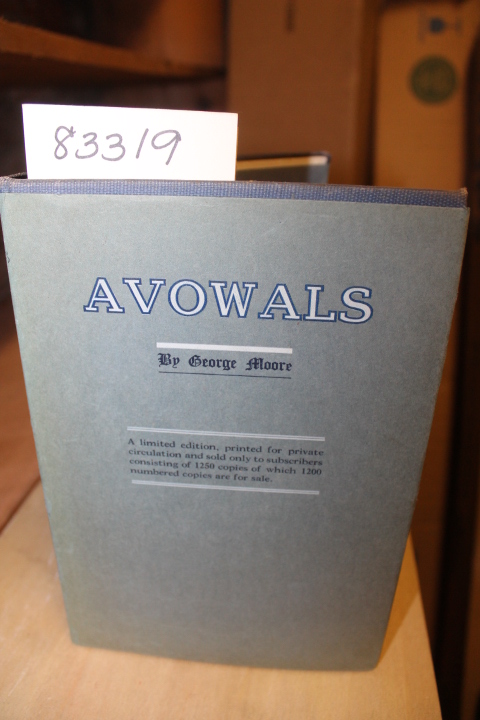 83319
AVOWALS
By George Moore
A limited edition, printed for private
circulation and sold only to subscribers
consisting of 1250 copies of which 1200
numbered copies are for sale.